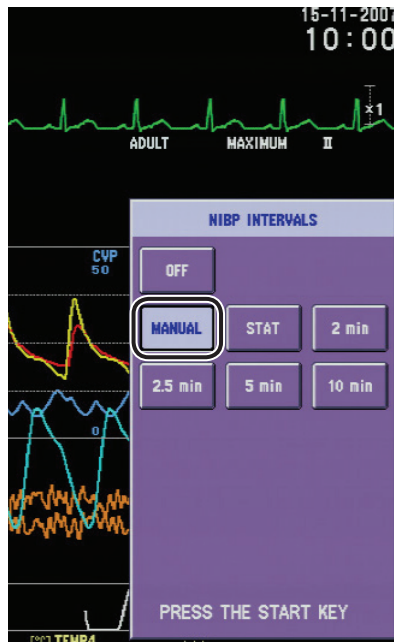 15-11-2007
10:00
×1
ADULT MAXIMUM II
NIBP INTERVALS
CVP
50
OFF
MANUAL STAT 2 min
2.5 min 5 min 10 min
0
PRESS THE START KEY
[°C] TEMP4